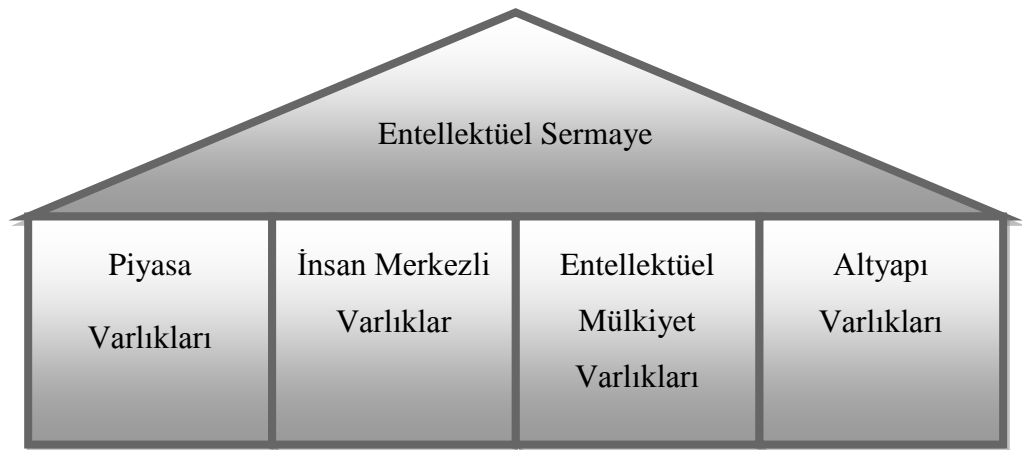 Entellektüel Sermaye
Piyasa
Varlıkları
İnsan Merkezli
Varlıklar
Entellektüel
Mülkiyet
Varlıkları
Altyapı
Varlıkları